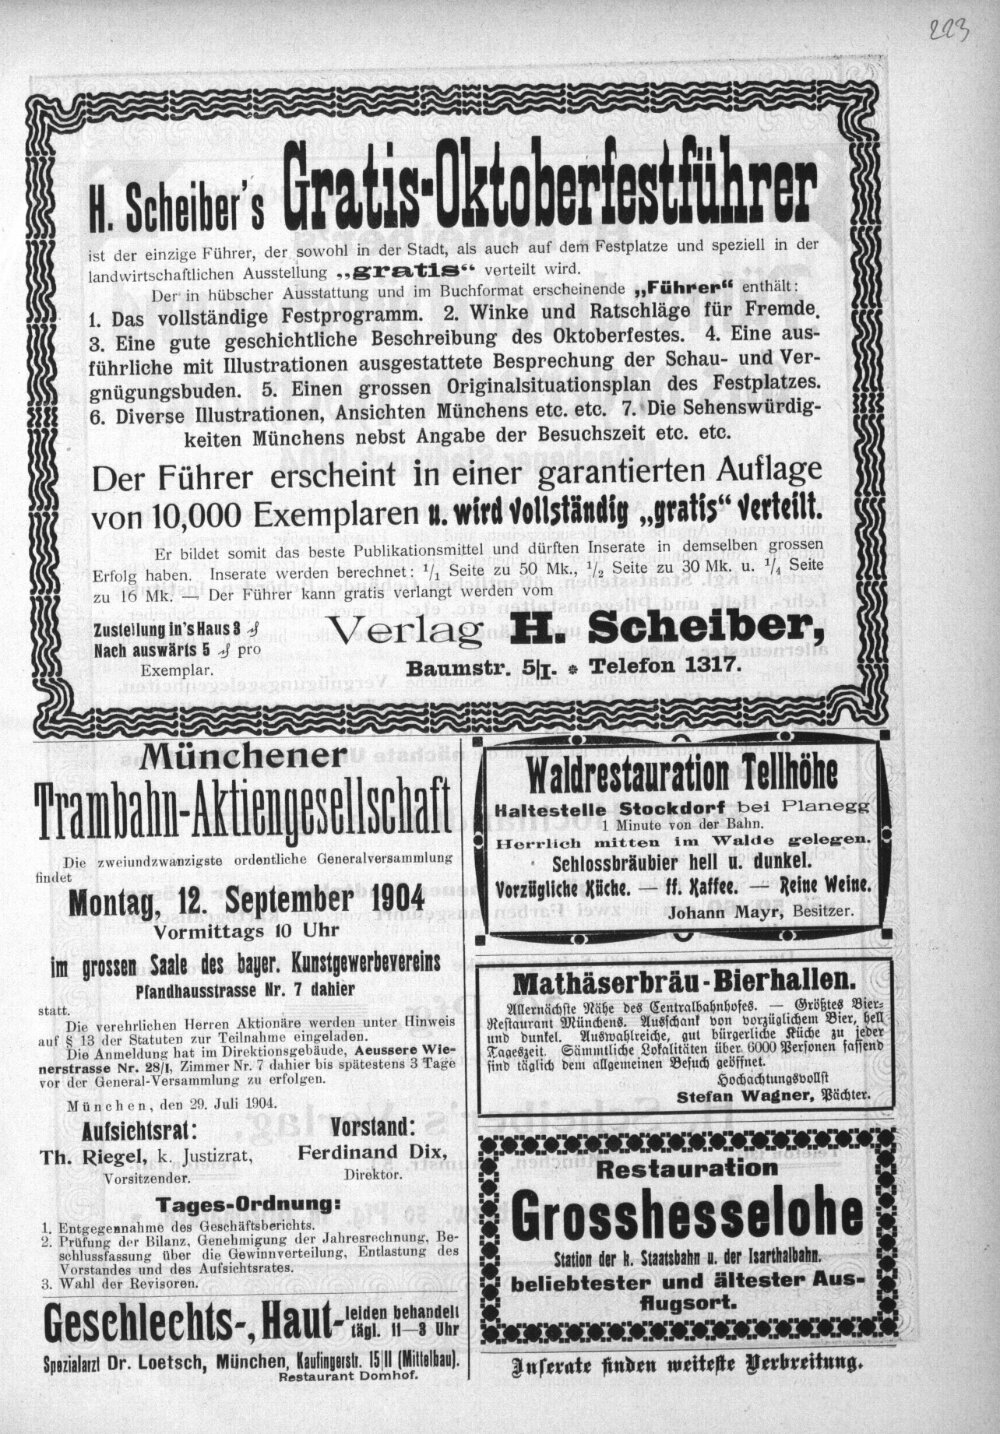 223
H. Scheiber's Gratis-Oktoberfestführer
ist der einzige Führer, der sowohl in der Stadt, als auch auf dem Festplatze und speziell in der
landwirtschaftlichen Ausstellung „gratis“ verteilt wird.
Der in hübscher Ausstattung und im Buchformat erscheinende „Führer“ enthält:
1. Das vollständige Festprogramm. 2. Winke und Ratschläge für Fremde.
3. Eine gute geschichtliche Beschreibung des Oktoberfestes. 4. Eine aus-
führliche mit Illustrationen ausgestattete Besprechung der Schau- und Ver-
gnügungsbuden. 5. Einen grossen Originalsituationsplan des Festplatzes.
6. Diverse Illustrationen, Ansichten Münchens etc. etc. 7. Die Sehenswürdig-
keiten Münchens nebst Angabe der Besuchszeit etc. etc.
Der Führer erscheint in einer garantierten Auflage
von 10,000 Exemplaren u. wird vollständig „gratis“ verteilt.
Er bildet somit das beste Publikationsmittel und dürften Inserate in demselben grossen
Erfolg haben. Inserate werden berechnet: 1/1 Seite zu 50 Mk., 1/2 Seite zu 30 Mk. u. 1/4 Seite
zu 16 Mk. — Der Führer kann gratis verlangt werden vom
Zustellung in's Haus 3 ₰
Nach auswärts 5 ₰ pro
Exemplar.
Verlag H. Scheiber,
Baumstr. 5/I. * Telefon 1317.
Münchener
Trambahn-Aktiengesellschaft
Die zweiundzwanzigste ordentliche Generalversammlung
findet
Montag, 12. September 1904
Vormittags 10 Uhr
im grossen Saale des bayer. Kunstgewerbevereins
Pfandhausstrasse Nr. 7 dahier
statt.
Die verehrlichen Herren Aktionäre werden unter Hinweis
auf § 13 der Statuten zur Teilnahme eingeladen.
Die Anmeldung hat im Direktionsgebäude, Aeussere Wie-
nerstrasse Nr. 28/I, Zimmer Nr. 7 dahier bis spätestens 3 Tage
vor der General-Versammlung zu erfolgen.
München, den 29. Juli 1904.
Aufsichtsrat:
Th. Riegel, k. Justizrat,
Vorsitzender.
Vorstand:
Ferdinand Dix,
Direktor.
Tages-Ordnung:
1. Entgegennahme des Geschäftsberichts.
2. Prüfung der Bilanz, Genehmigung der Jahresrechnung, Be-
schlussfassung über die Gewinnverteilung, Entlastung des
Vorstandes und des Aufsichtsrates.
3. Wahl der Revisoren.
Geschlechts-, Haut-leiden behandelt
tägl. 11—3 Uhr
Spezialarzt Dr. Loetsch, München, Kaufingerstr. 15/II (Mittelbau).
Restaurant Domhof.
Waldrestauration Tellhöhe
Haltestelle Stockdorf bei Planegg
1 Minute von der Bahn.
Herrlich mitten im Walde gelegen.
Schlossbräubier hell u. dunkel.
Vorzügliche Küche. — ff. Kaffee. — Reine Weine.
Johann Mayr, Besitzer.
Mathäserbräu-Bierhallen.
Allernächste Nähe des Centralbahnhofes. — Größtes Bier-
Restaurant Münchens. Ausschank von vorzüglichem Bier, hell
und dunkel. Auswahlreiche, gut bürgerliche Küche zu jeder
Tageszeit. Sämmtliche Lokalitäten über 6000 Personen fassend
sind täglich dem allgemeinen Besuch geöffnet.
Hochachtungsvollst
Stefan Wagner, Pächter.
Restauration
Grosshesselohe
Station der k. Staatsbahn u. der Isarthalbahn.
beliebtester und ältester Aus-
flugsort.
Inserate finden weiteste Verbreitung.